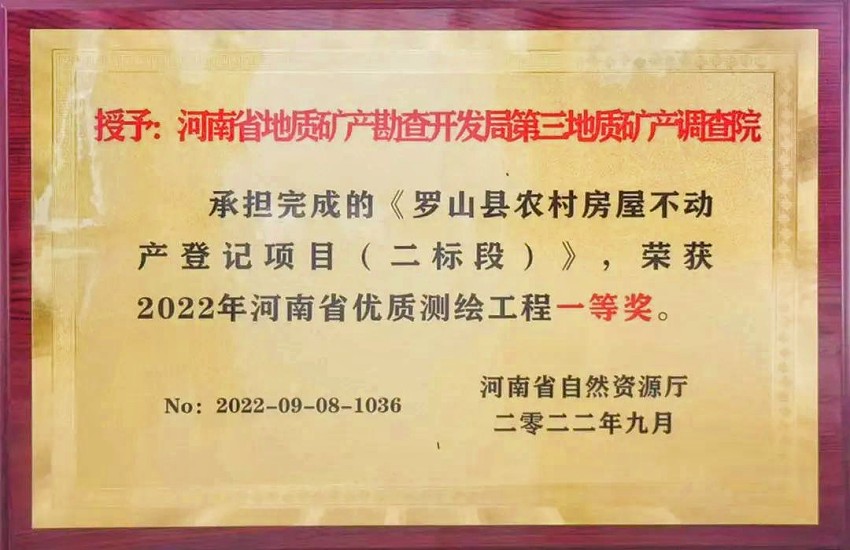 授予：河南省地质矿产勘查开发局第三地质矿产调查院
承担完成的《罗山县农村房屋不动
产登记项目（二标段）》，荣获
2022年河南省优质测绘工程一等奖。
No：2022-09-08-1036
河南省自然资源厅
二零二二年九月